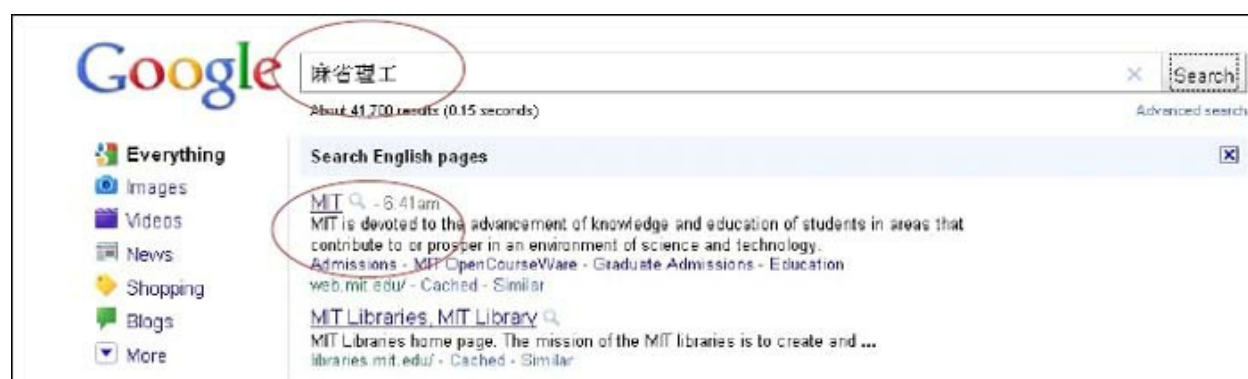 Google
麻省理工
Search
About 41,700 results (0.15 seconds)
Advanced search
Everything
Images
Videos
News
Shopping
Blogs
More
Search English pages
MIT - 6:41am
MIT is devoted to the advancement of knowledge and education of students in areas that
contribute to or prosper in an environment of science and technology.
Admissions - MIT OpenCourseWare - Graduate Admissions - Education
web.mit.edu/ - Cached - Similar
MIT Libraries, MIT Library
MIT Libraries home page. The mission of the MIT libraries is to create and ...
libraries.mit.edu/ - Cached - Similar